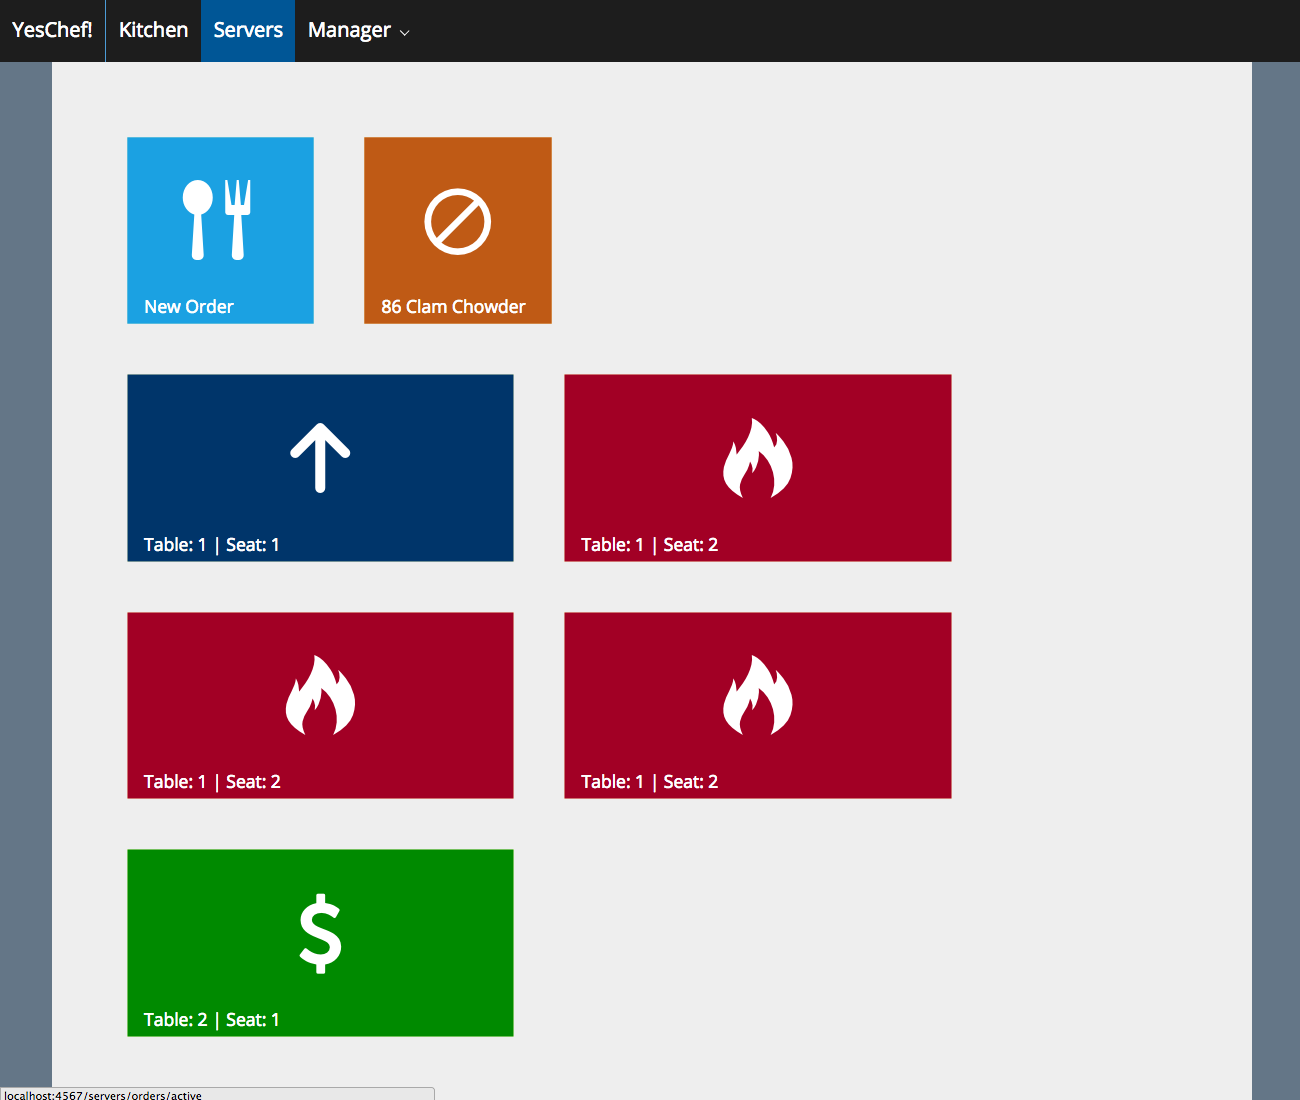 YesChef! Kitchen Servers Manager
New Order 86 Clam Chowder
Table: 1 | Seat: 1 Table: 1 | Seat: 2
Table: 1 | Seat: 2 Table: 1 | Seat: 2
$
Table: 2 | Seat: 1
localhost:4567/servers/orders/active